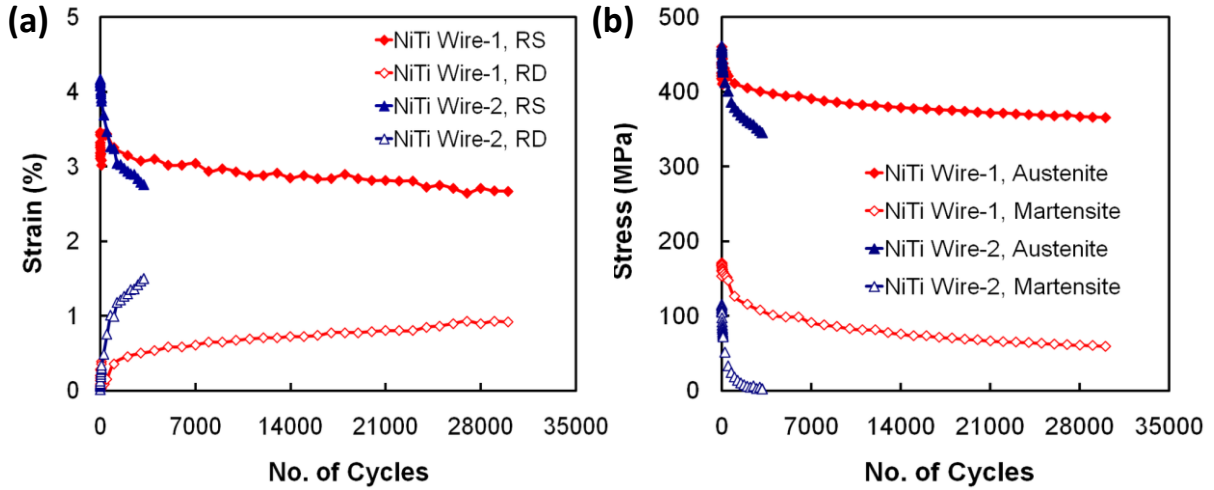 (a)
5
4
3
2
1
0
Strain (%)
NiTi Wire-1, RS
NiTi Wire-1, RD
NiTi Wire-2, RS
NiTi Wire-2, RD
0 7000 14000 21000 28000 35000
No. of Cycles
(b)
500
400
300
200
100
0
Stress (MPa)
NiTi Wire-1, Austenite
NiTi Wire-1, Martensite
NiTi Wire-2, Austenite
NiTi Wire-2, Martensite
0 7000 14000 21000 28000 35000
No. of Cycles